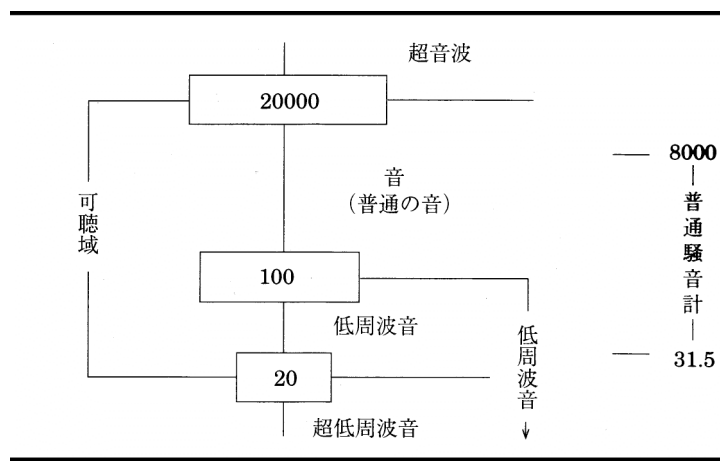 超音波
20000
8000
音
(普通の音)
可聴域
普通騒音計
100
低周波音
低周波音
31.5
20
超低周波音